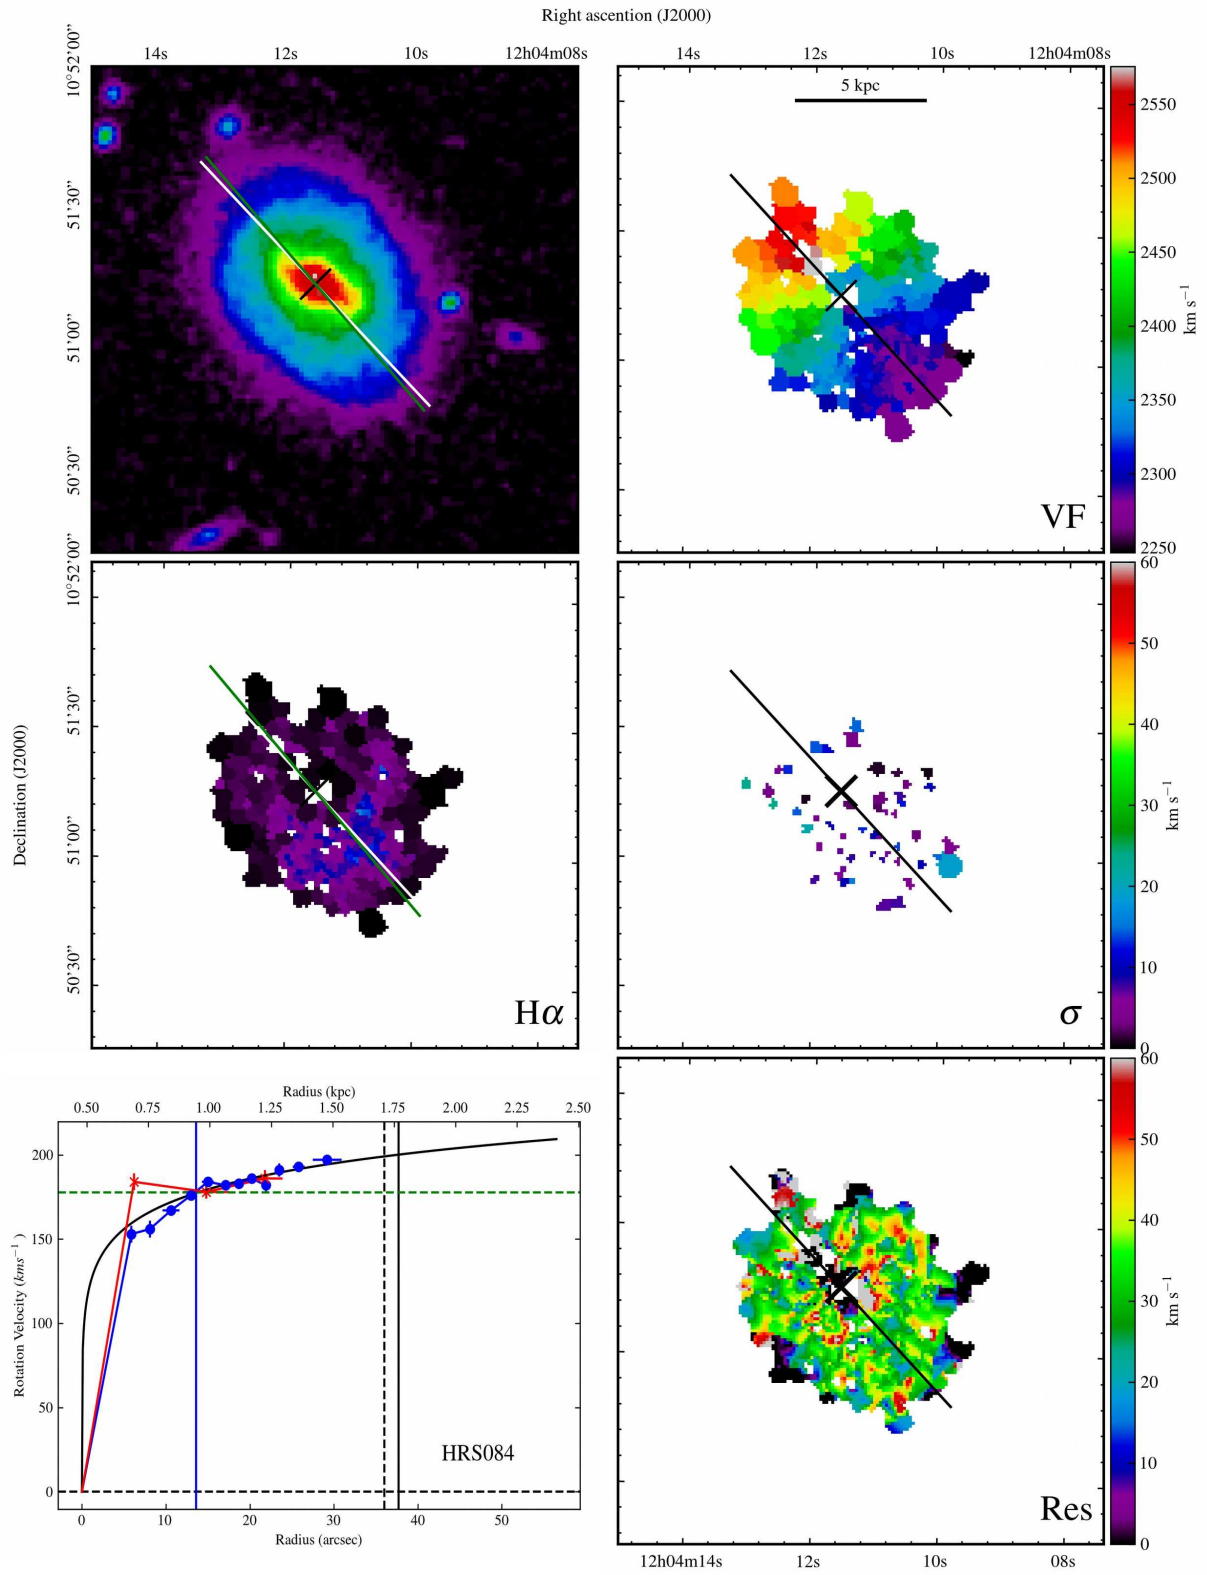 Right ascention (J2000)
14s 12s 10s 12h04m08s
14s 12s 10s 12h04m08s
10°52'00" 51'30" 51'00" 50'30" 50'00"
5 kpc
VF
2550
2500
2450
2400
2350
2300
2250
km s⁻¹
Declination (J2000)
10°52'00" 51'30" 51'00" 50'30"
Hα
σ
60
50
40
30
20
10
0
km s⁻¹
Radius (kpc)
0.50 0.75 1.00 1.25 1.50 1.75 2.00 2.25 2.50
Rotation Velocity (kms⁻¹)
200
150
100
50
0
HRS084
0 10 20 30 40 50
Radius (arcsec)
Res
60
50
40
30
20
10
0
km s⁻¹
12h04m14s 12s 10s 08s